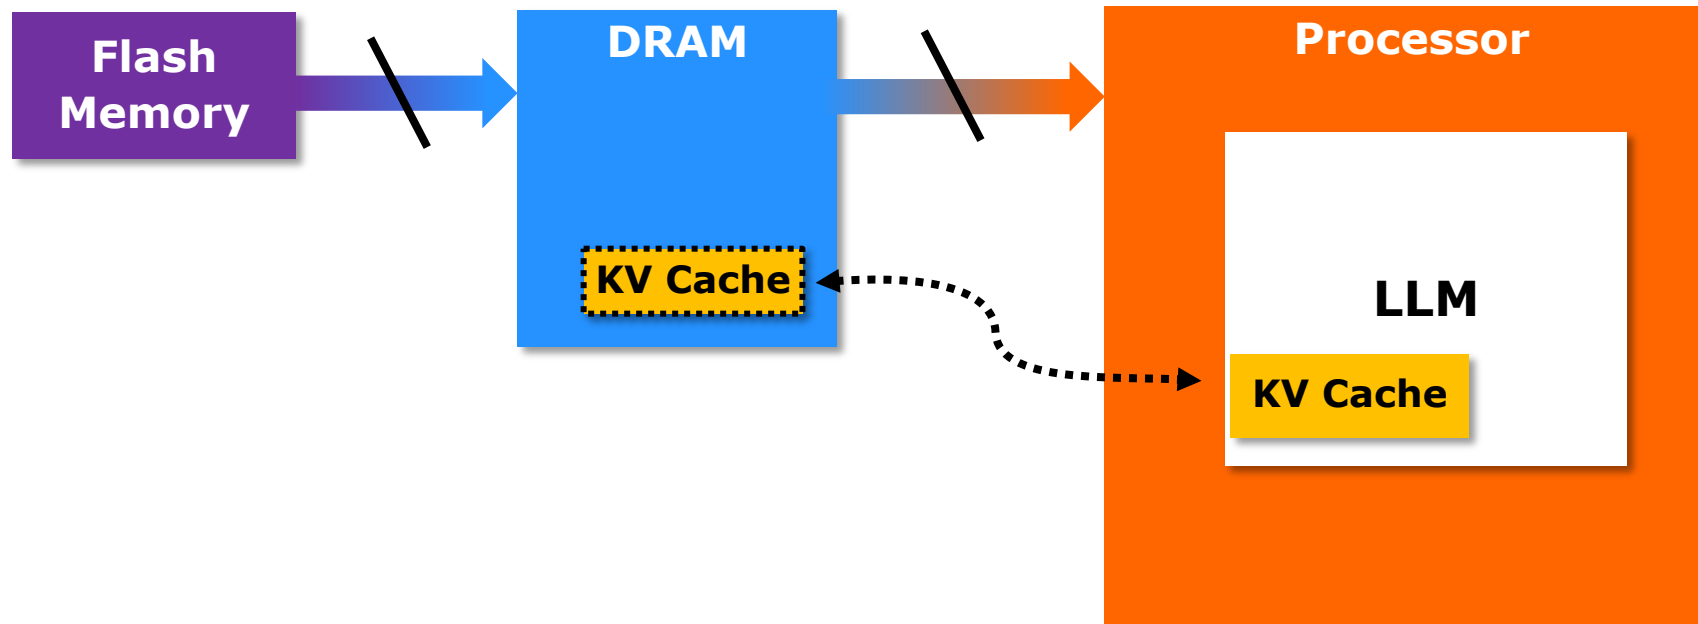 Flash
Memory
DRAM
KV Cache
Processor
LLM
KV Cache